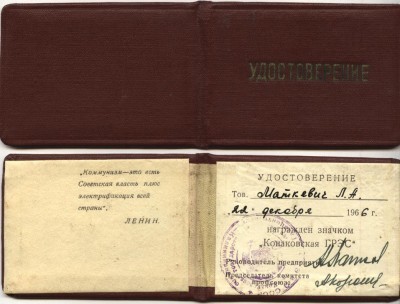 УДОСТОВЕРЕНИЕ
„Коммунизм—это есть
Советская власть плюс
электрификация всей
страны“.
ЛЕНИН.
УДОСТОВЕРЕНИЕ
Тов. Маткевич Л. А.
„22“ декабря 1966 г.
награжден значком
„Конаковская ГРЭС“
Руководитель предприятия
Председатель комитета
профсоюза